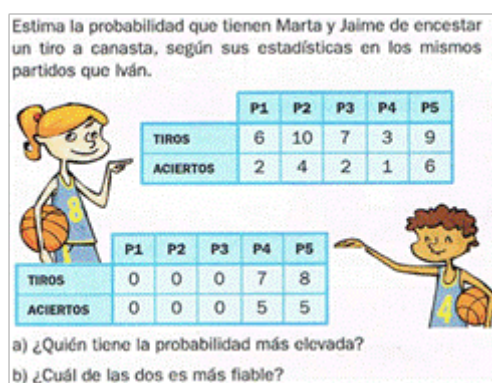 Estima la probabilidad que tienen Marta y Jaime de encestar
un tiro a canasta, según sus estadísticas en los mismos
partidos que Iván.
P1 P2 P3 P4 P5
TIROS 6 10 7 3 9
ACIERTOS 2 4 2 1 6
8
P1 P2 P3 P4 P5
TIROS 0 0 0 7 8
ACIERTOS 0 0 0 5 5
4
a) ¿Quién tiene la probabilidad más elevada?
b) ¿Cuál de las dos es más fiable?